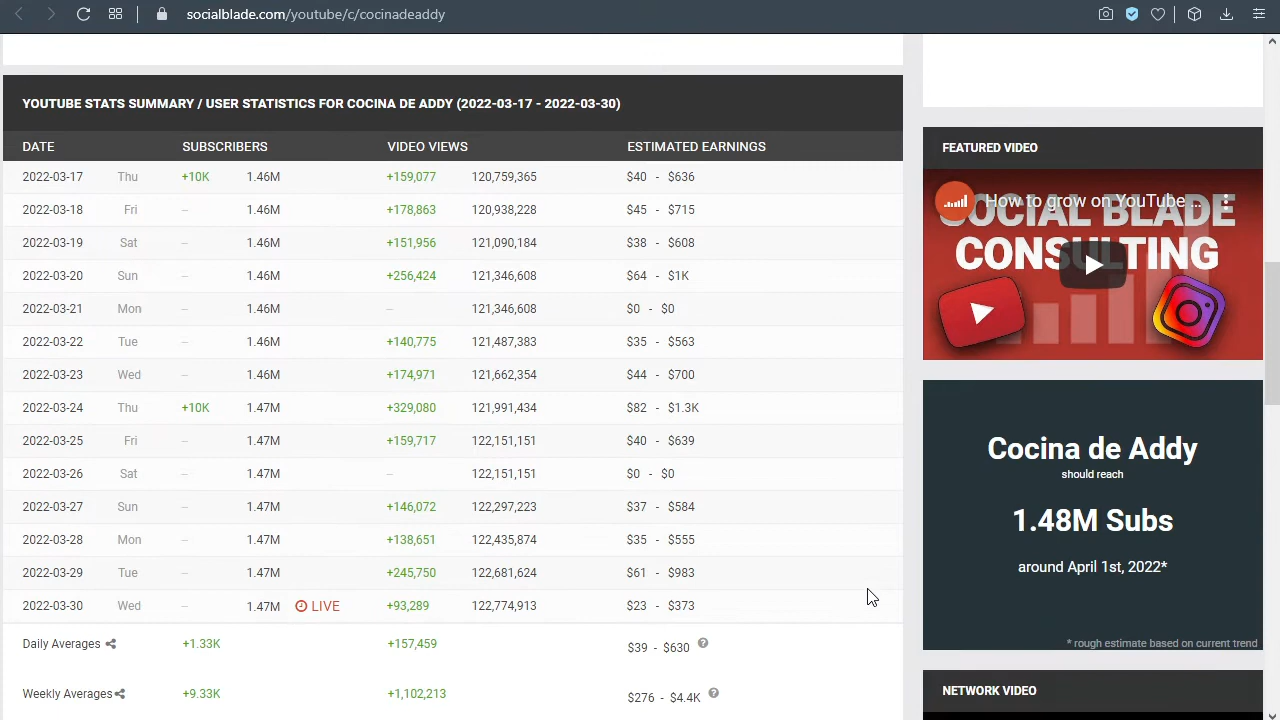 socialblade.com/youtube/c/cocinadeaddy
YOUTUBE STATS SUMMARY / USER STATISTICS FOR COCINA DE ADDY (2022-03-17 - 2022-03-30)
DATE SUBSCRIBERS VIDEO VIEWS ESTIMATED EARNINGS
2022-03-17 Thu +10K 1.46M +159,077 120,759,365 $40 - $636
2022-03-18 Fri -- 1.46M +178,863 120,938,228 $45 - $715
2022-03-19 Sat -- 1.46M +151,956 121,090,184 $38 - $608
2022-03-20 Sun -- 1.46M +256,424 121,346,608 $64 - $1K
2022-03-21 Mon -- 1.46M -- 121,346,608 $0 - $0
2022-03-22 Tue -- 1.46M +140,775 121,487,383 $35 - $563
2022-03-23 Wed -- 1.46M +174,971 121,662,354 $44 - $700
2022-03-24 Thu +10K 1.47M +329,080 121,991,434 $82 - $1.3K
2022-03-25 Fri -- 1.47M +159,717 122,151,151 $40 - $639
2022-03-26 Sat -- 1.47M -- 122,151,151 $0 - $0
2022-03-27 Sun -- 1.47M +146,072 122,297,223 $37 - $584
2022-03-28 Mon -- 1.47M +138,651 122,435,874 $35 - $555
2022-03-29 Tue -- 1.47M +245,750 122,681,624 $61 - $983
2022-03-30 Wed -- 1.47M LIVE +93,289 122,774,913 $23 - $373
Daily Averages +1.33K +157,459 $39 - $630 ?
Weekly Averages +9.33K +1,102,213 $276 - $4.4K ?
FEATURED VIDEO
How to grow on YouTube ...
SOCIAL BLADE
CONSULTING
Cocina de Addy
should reach
1.48M Subs
around April 1st, 2022*
* rough estimate based on current trend
NETWORK VIDEO